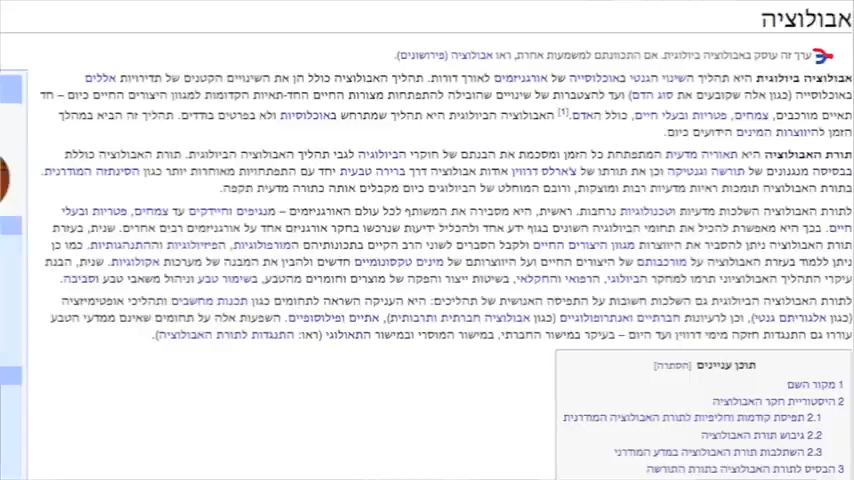 אבולוציה
ערך זה עוסק באבולוציה ביולוגית. אם התכוונתם למשמעות אחרת, ראו אבולוציה (פירושונים).
אבולוציה ביולוגית היא תהליך השינוי הגנטי באוכלוסייה של אורגניזמים לאורך דורות. תהליך האבולוציה כולל הן את השינויים הקטנים של תדירויות אללים
באוכלוסייה (כגון אלה שקובעים את סוג הדם) ועד להצטברות של שינויים שהובילה להתפתחות מצורות החיים החד-תאיות הקדומות למגוון היצורים החיים כיום – חד
תאיים מורכבים, צמחים, פטריות ובעלי חיים, כולל האדם.[1] האבולוציה הביולוגית היא תהליך שמתרחש באוכלוסיות ולא בפרטים בודדים. תהליך זה הביא במהלך
הזמן להיווצרות המינים הידועים כיום.
תורת האבולוציה היא תאוריה מדעית המתפתחת כל הזמן ומסכמת את הבנתם של חוקרי הביולוגיה לגבי תהליך האבולוציה הביולוגית. תורת האבולוציה כוללת
בבסיסה מנגנונים של תורשה וגנטיקה וכן את תורתו של צ'ארלס דרווין אודות אבולוציה דרך ברירה טבעית יחד עם התפתחויות מאוחרות יותר כגון הסינתזה המודרנית.
בתורת האבולוציה תומכות ראיות מדעיות רבות ומוצקות, ורובם המוחלט של הביולוגים כיום מקבלים אותה כתורה מדעית תקפה.
לתורת האבולוציה השלכות מדעיות וטכנולוגיות נרחבות. ראשית, היא מסבירה את המשותף לכל עולם האורגניזמים – מנגיפים וחיידקים עד צמחים, פטריות ובעלי
חיים. בכך היא מאפשרת להכיל את תחומי הביולוגיה השונים בגוף ידע אחד ולהכליל ידיעות שנרכשו בחקר אורגניזם אחד על אורגניזמים רבים אחרים. שנית, בעזרת
תורת האבולוציה ניתן להסביר את היווצרות מגוון היצורים החיים ולקבל הסברים לשוני הרב הקיים בתכונותיהם המורפולוגיות, הפיזיולוגיות וההתנהגותיות. כמו כן
ניתן ללמוד בעזרת האבולוציה על מורכבותם של היצורים החיים ועל היווצרותם של מינים טקסונומיים חדשים ולהבין את המבנה של מערכות אקולוגיות. שנית, הבנת
עיקרי התהליך האבולוציוני תרמו למחקר הביולוגי, הרפואי והחקלאי, בשיטות ייצור והפקה של מוצרים וחומרים מהטבע, בשימור טבע וניהול משאבי טבע וסביבה.
לתורת האבולוציה הביולוגית גם השלכות חשובות על התפיסה האנושית של תהליכים: היא העניקה השראה לתחומים כגון תכנות מחשבים ותהליכי אופטימיזציה
(כגון אלגוריתם גנטי), וכן לרעיונות חברתיים ואנתרופולוגיים (כגון אבולוציה חברתית ותרבותית), אתיים ופילוסופיים. השפעות אלה על תחומים שאינם ממדעי הטבע
עוררו גם התנגדות חזקה מימי דרווין ועד היום – בעיקר במישור החברתי, במישור המוסרי ובמישור התאולוגי (ראו: התנגדות לתורת האבולוציה).
תוכן עניינים [הסתרה]
1 מקור השם
2 היסטוריית חקר האבולוציה
2.1 תפיסת קודמות וחליפיות לתורת האבולוציה המודרנית
2.2 גיבוש תורת האבולוציה
2.3 השתלבות תורת האבולוציה במדע המודרני
3 הבסיס לתורת האבולוציה בתורת התורשה